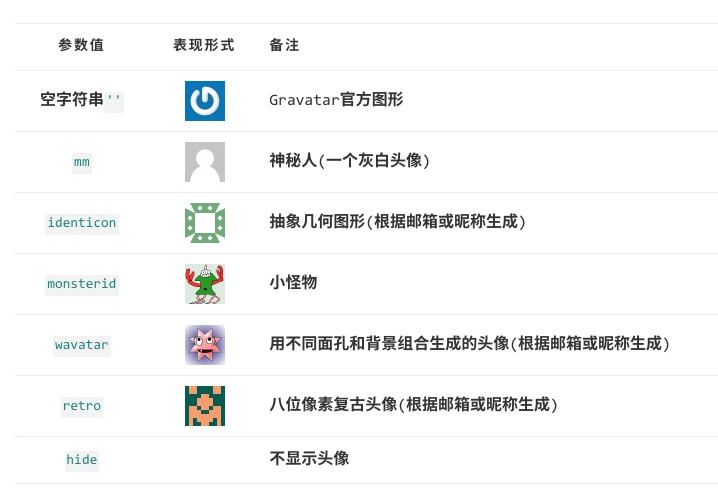 参数值 表现形式 备注
空字符串'' Gravatar官方图形
mm 神秘人(一个灰白头像)
identicon 抽象几何图形(根据邮箱或昵称生成)
monsterid 小怪物
wavatar 用不同面孔和背景组合生成的头像(根据邮箱或昵称生成)
retro 八位像素复古头像(根据邮箱或昵称生成)
hide 不显示头像